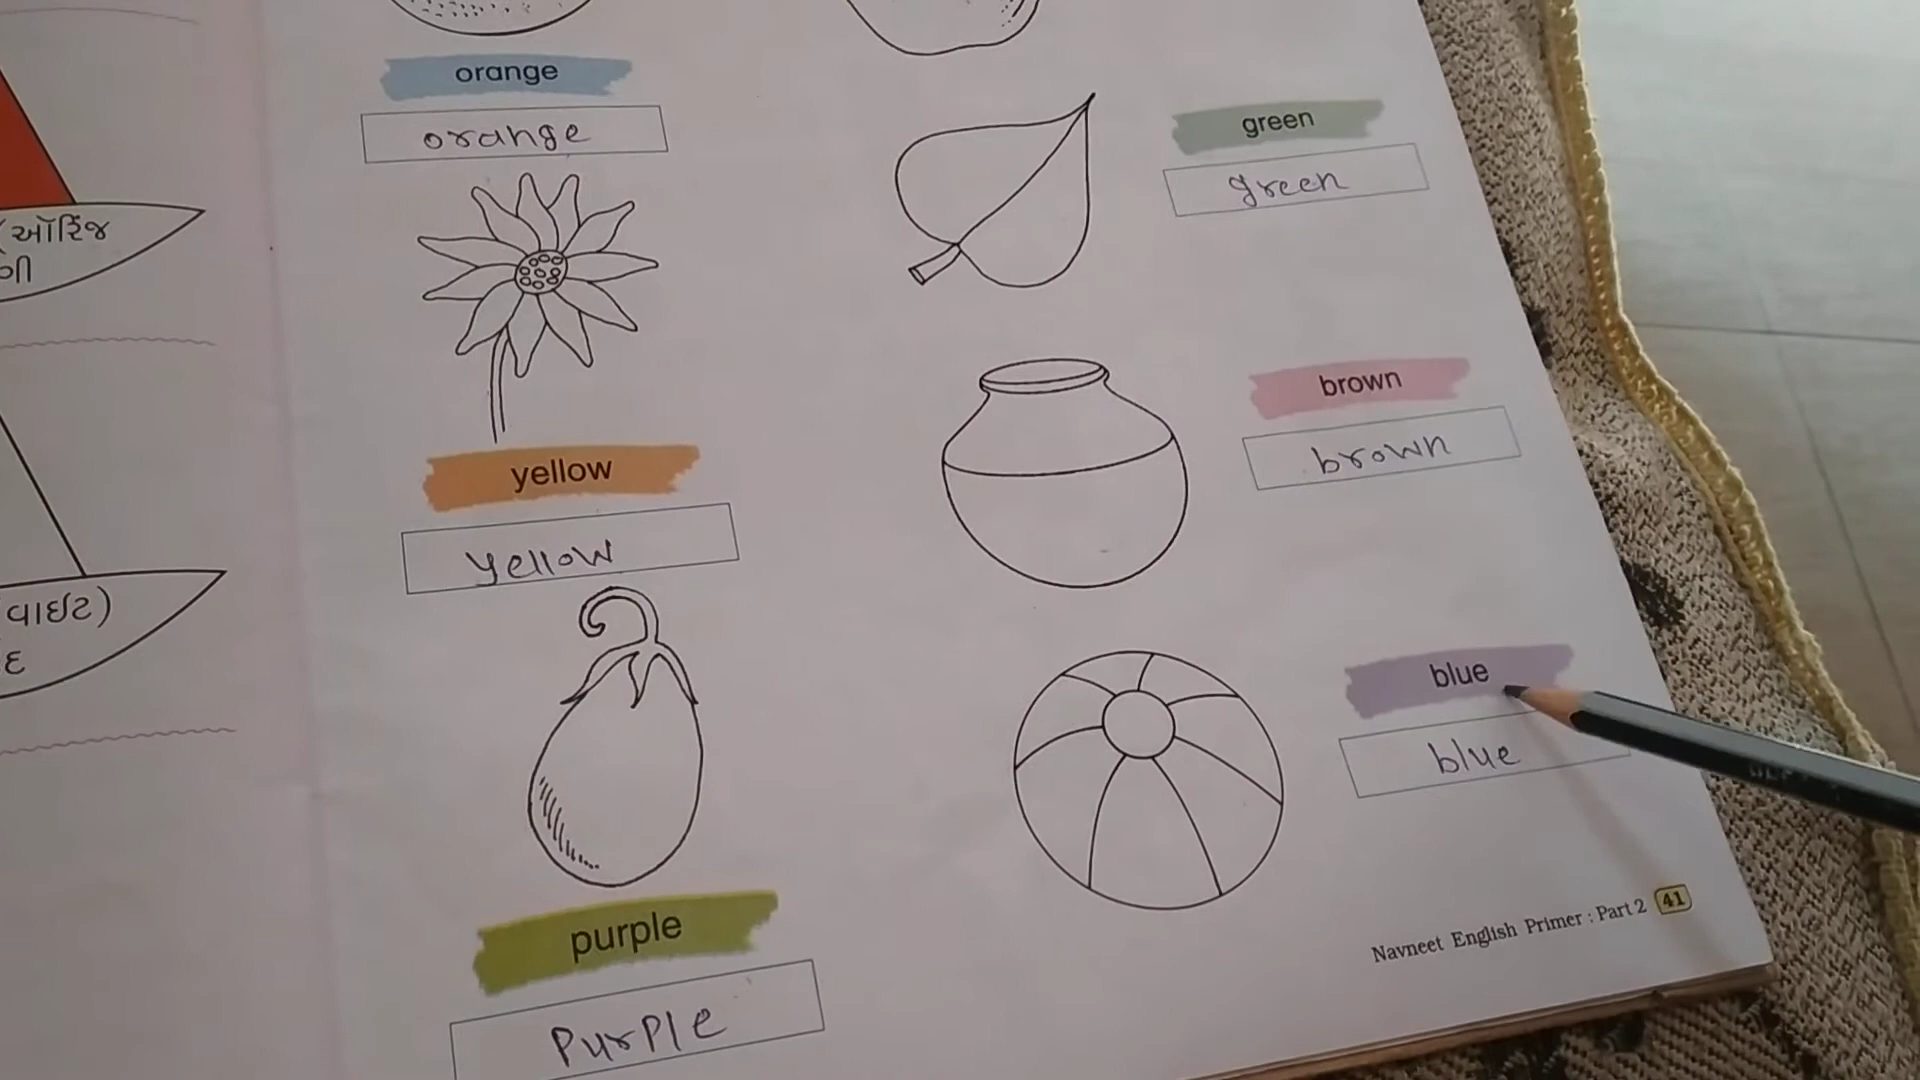 orange
orange
green
green
(ઑરિંજ
ગી
brown
brown
yellow
yellow
(વાઇટ)
દ
blue
blue
purple
purple
Navneet English Primer : Part 2 41